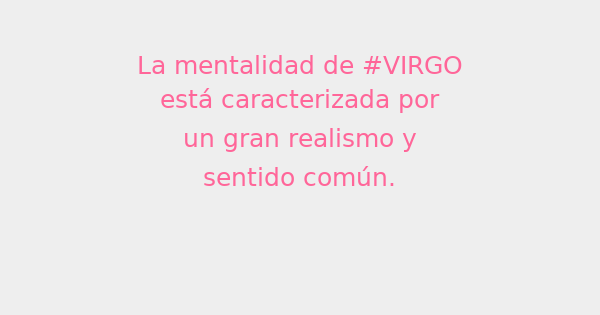 La mentalidad de #VIRGO
está caracterizada por
un gran realismo y
sentido común.